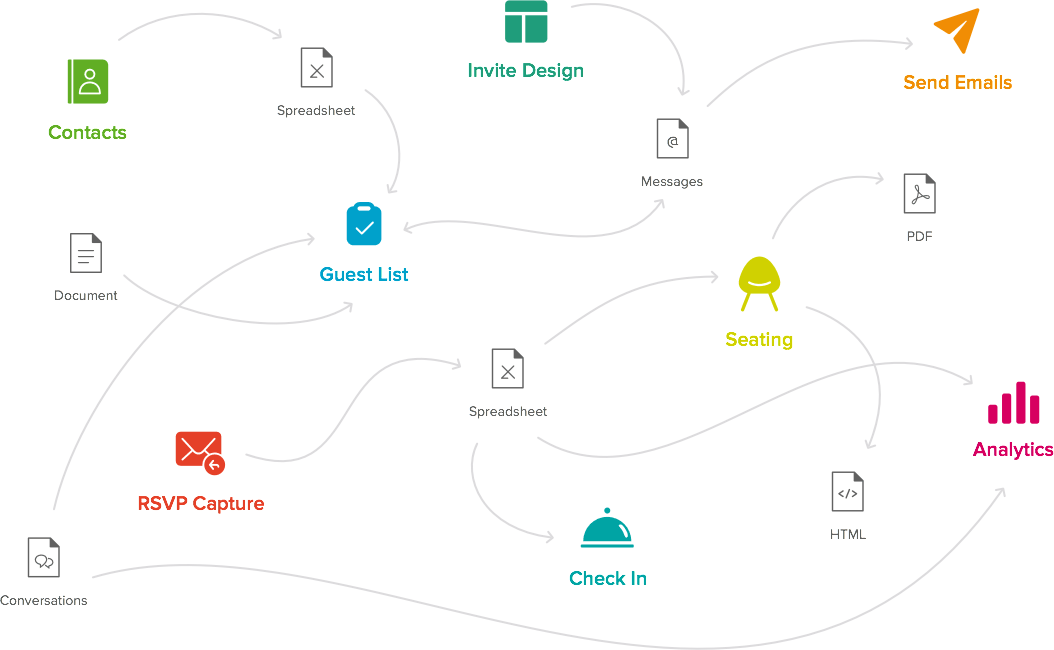 Invite Design
Send Emails
Spreadsheet
Contacts
@
Messages
PDF
Guest List
Document
Seating
Spreadsheet
Analytics
RSVP Capture
</>
HTML
Check In
Conversations